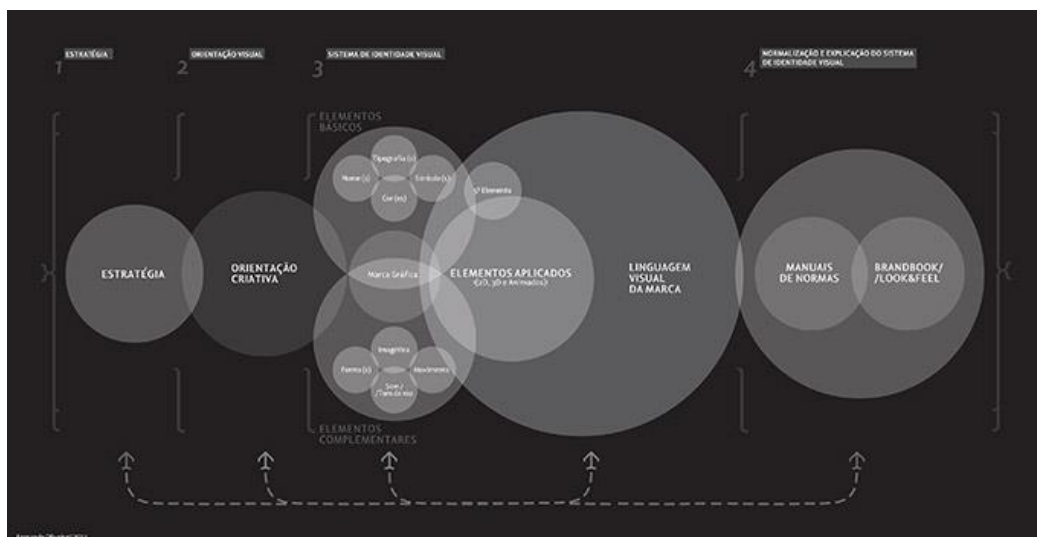 1 ESTRATÉGIA
2 ORIENTAÇÃO VISUAL
3 SISTEMA DE IDENTIDADE VISUAL
4 NORMALIZAÇÃO E EXPLICAÇÃO DO SISTEMA
DE IDENTIDADE VISUAL
ELEMENTOS
BÁSICOS
Tipografia (s)
Nome (s)
Símbolo (s)
Cor (es)
5º Elemento
ESTRATÉGIA
ORIENTAÇÃO
CRIATIVA
Marca Gráfica
ELEMENTOS APLICADOS
(2D, 3D e Animados)
LINGUAGEM
VISUAL
DA MARCA
MANUAIS
DE NORMAS
BRANDBOOK/
/LOOK&FEEL
Imagética
Forma (s)
Movimento
Som /
/Tom de voz
ELEMENTOS
COMPLEMENTARES